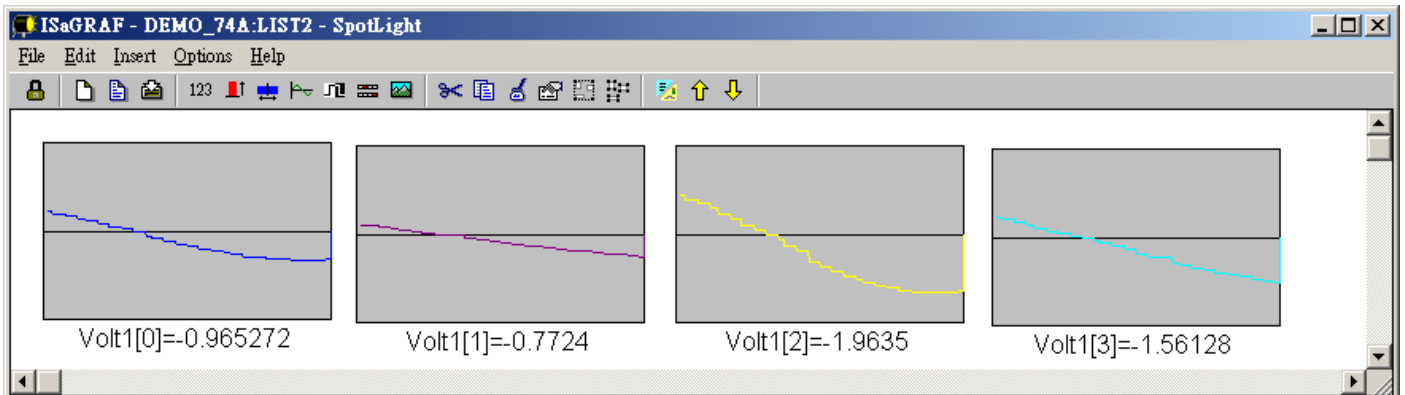 ISaGRAF - DEMO_74A:LIST2 - SpotLight
File Edit Insert Options Help
123
Volt1[0]=-0.965272
Volt1[1]=-0.7724
Volt1[2]=-1.9635
Volt1[3]=-1.56128